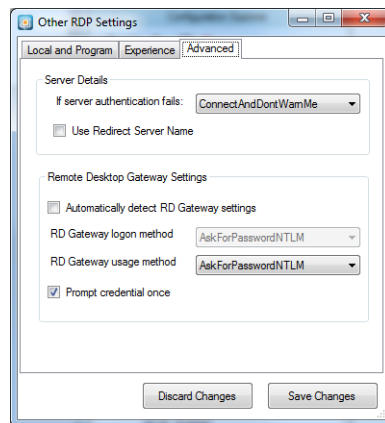 Other RDP Settings
Local and Program Experience Advanced
Server Details
If server authentication fails: ConnectAndDontWarnMe
Use Redirect Server Name
Remote Desktop Gateway Settings
Automatically detect RD Gateway settings
RD Gateway logon method AskForPasswordNTLM
RD Gateway usage method AskForPasswordNTLM
Prompt credential once
Discard Changes Save Changes